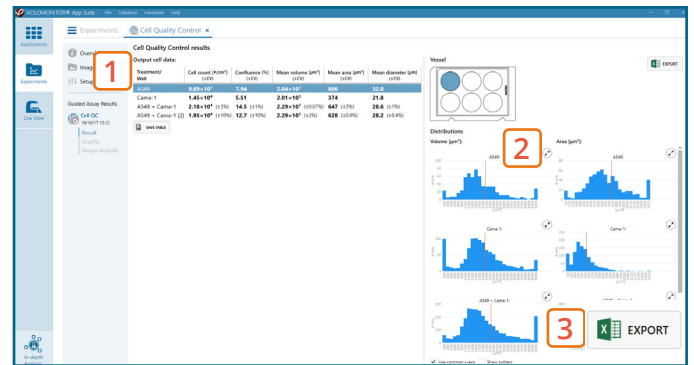 HOLOMONITOR® App Suite | File Database Hardware Help
Experiments Cell Quality Control ×
Applications
Experiments
Live View
In-depth
Overv
Imag
Setup
1
Guided Assay Results
Cell QC
Result
Graphs
Image analysis
Cell Quality Control results
Output cell data:
Treatment/ Well Cell count (#/cm²) (±CV) Confluence (%) (±CV) Mean volume (µm³) (±CV) Mean area (µm²) (±CV) Mean diameter (µm) (±CV)
A549 9.69×10³ 7.94 2.04×10³ 806 32.0
Cama-1 1.45×10⁴ 5.51 2.01×10³ 374 21.8
A549 + Cama-1 2.18×10⁴ (±3%) 14.5 (±1%) 2.29×10³ (±0.07%) 647 (±3%) 28.6 (±1%)
A549 + Cama-1 (2) 1.95×10⁴ (±10%) 12.7 (±10%) 2.29×10³ (±2%) 628 (±0.8%) 28.2 (±0.4%)
SAVE TABLE
Vessel
EXPORT
Distributions
Volume [µm³]: Area [µm²]:
2
A549: A549:
Cama-1: Cama-1:
A549 + Cama-1:
3
EXPORT
Use common x-axis Show outliers